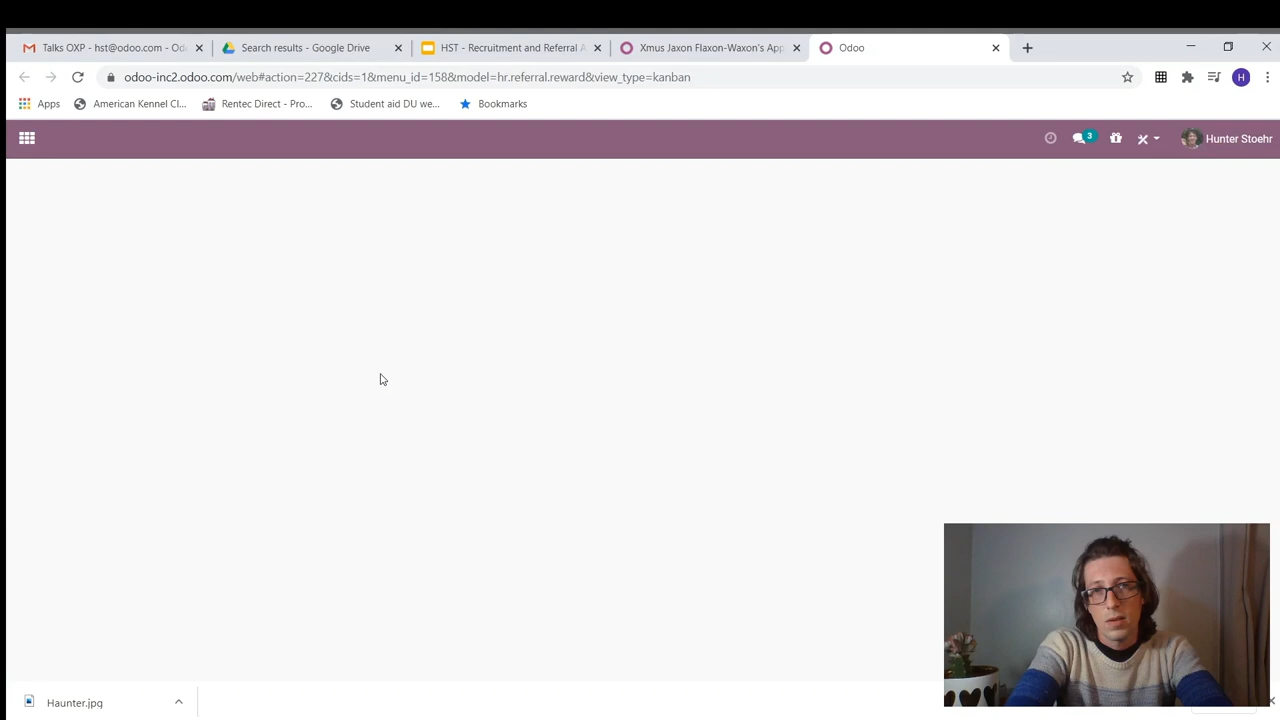 Talks OXP - hst@odoo.com - Od
Search results - Google Drive
HST - Recruitment and Referral A
Xmus Jaxon Flaxon-Waxon's App
Odoo
odoo-inc2.odoo.com/web#action=227&cids=1&menu_id=158&model=hr.referral.reward&view_type=kanban
H
Apps
American Kennel Cl...
Rentec Direct - Pro...
Student aid DU we...
Bookmarks
3
Hunter Stoehr
Haunter.jpg